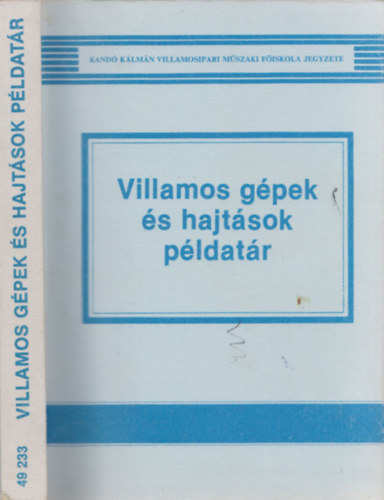 KANDÓ KÁLMÁN VILLAMOSIPARI MŰSZAKI FŐISKOLA JEGYZETE
Villamos gépek
és hajtások
példatár
49 233 VILLAMOS GÉPEK ÉS HAJTÁSOK PÉLDATÁR